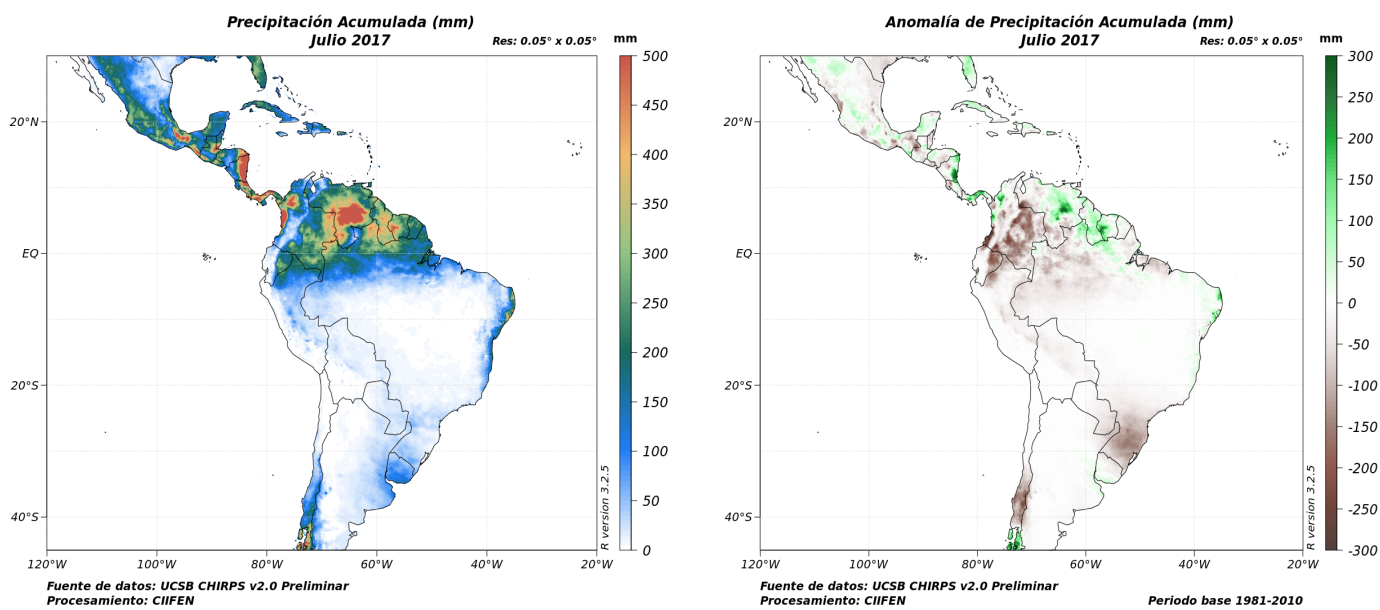 Precipitación Acumulada (mm)
Julio 2017
Res: 0.05° x 0.05°
mm
500
450
400
350
300
250
200
150
100
50
0
20°N
EQ
20°S
40°S
120°W
100°W
80°W
60°W
40°W
20°W
R version 3.2.5
Fuente de datos: UCSB CHIRPS v2.0 Preliminar
Procesamiento: CIIFEN
Anomalía de Precipitación Acumulada (mm)
Julio 2017
Res: 0.05° x 0.05°
mm
300
250
200
150
100
50
0
-50
-100
-150
-200
-250
-300
20°N
EQ
20°S
40°S
120°W
100°W
80°W
60°W
40°W
20°W
R version 3.2.5
Fuente de datos: UCSB CHIRPS v2.0 Preliminar
Procesamiento: CIIFEN
Periodo base 1981-2010